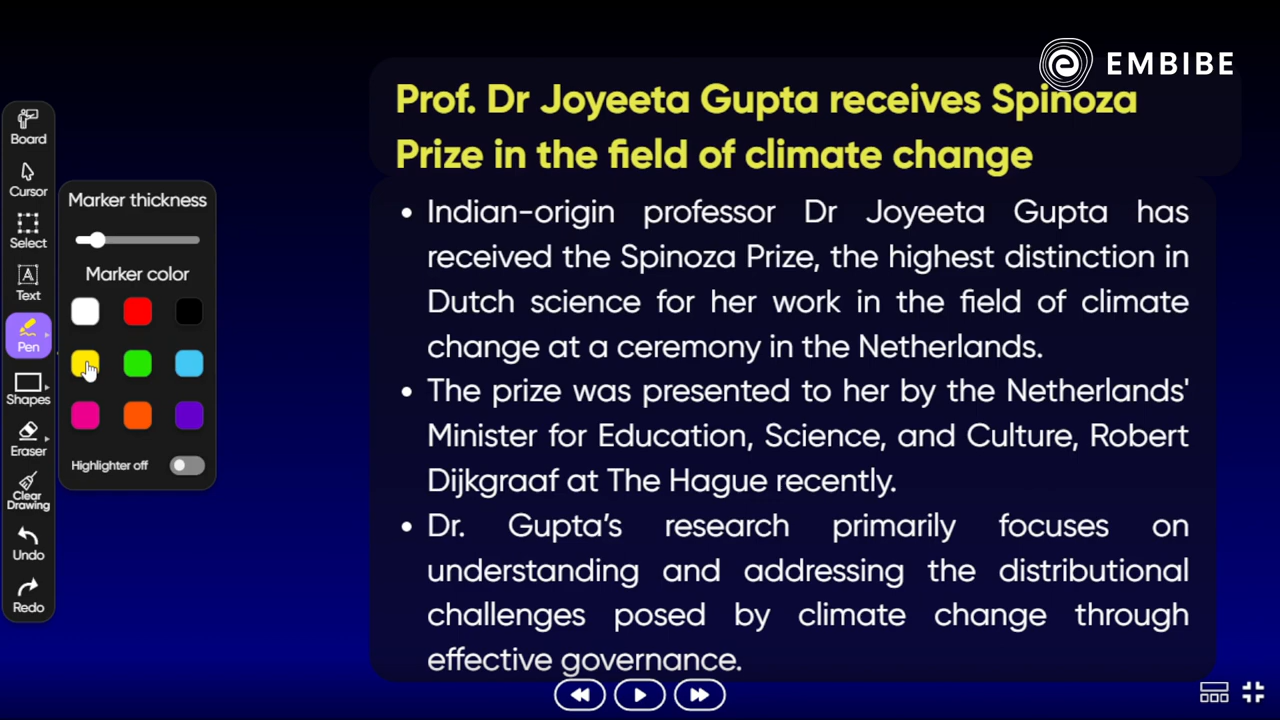 EMBIBE
Prof. Dr Joyeeta Gupta receives Spinoza
Prize in the field of climate change
Board
Cursor
Select
Text
Pen
Shapes
Eraser
Clear
Drawing
Undo
Redo
Marker thickness
Marker color
Highlighter off
• Indian-origin professor Dr Joyeeta Gupta has
received the Spinoza Prize, the highest distinction in
Dutch science for her work in the field of climate
change at a ceremony in the Netherlands.
• The prize was presented to her by the Netherlands'
Minister for Education, Science, and Culture, Robert
Dijkgraaf at The Hague recently.
• Dr. Gupta’s research primarily focuses on
understanding and addressing the distributional
challenges posed by climate change through
effective governance.